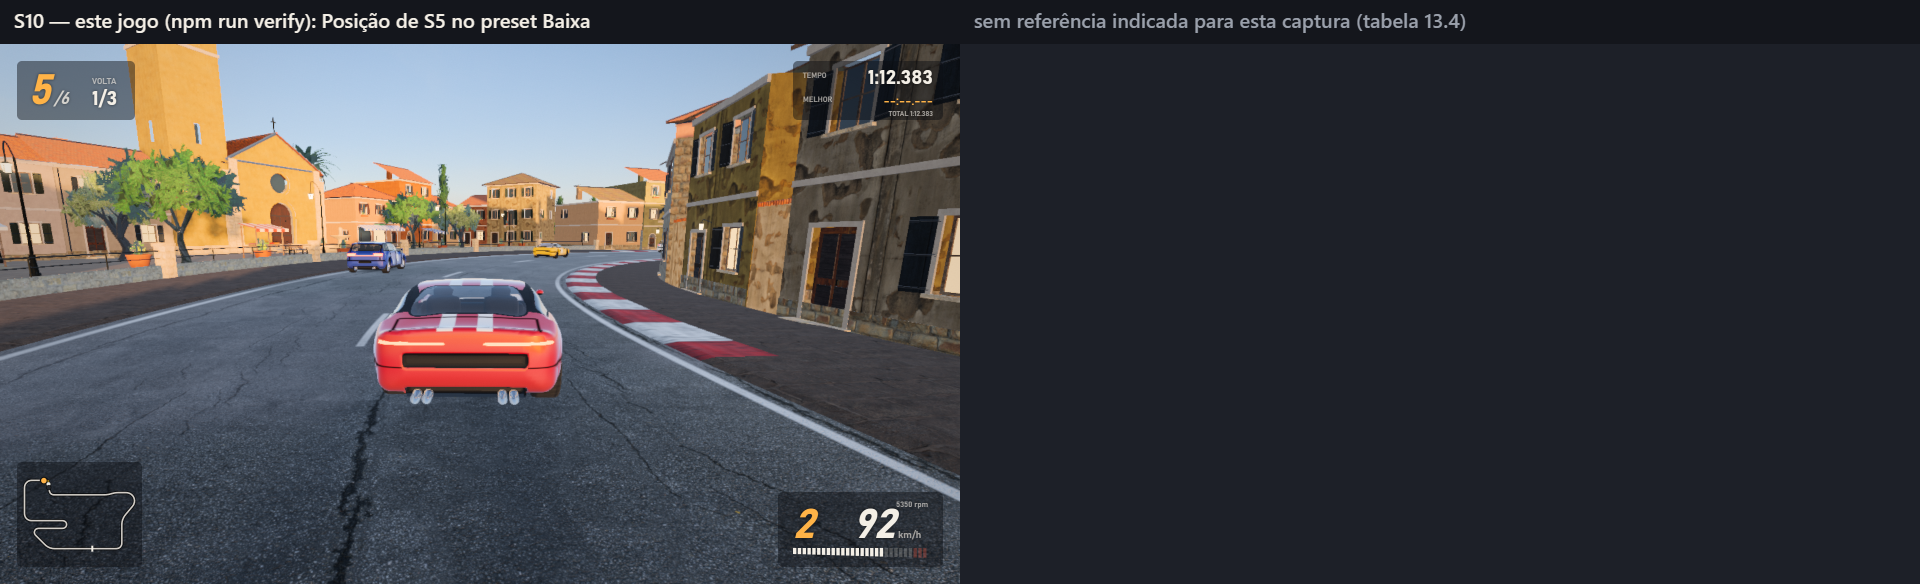 S10 — este jogo (npm run verify): Posição de S5 no preset Baixa
sem referência indicada para esta captura (tabela 13.4)
5/6
VOLTA
1/3
TEMPO
1:12.383
MELHOR
--:--.---
TOTAL 1:12.383
5350 rpm
2
92
km/h